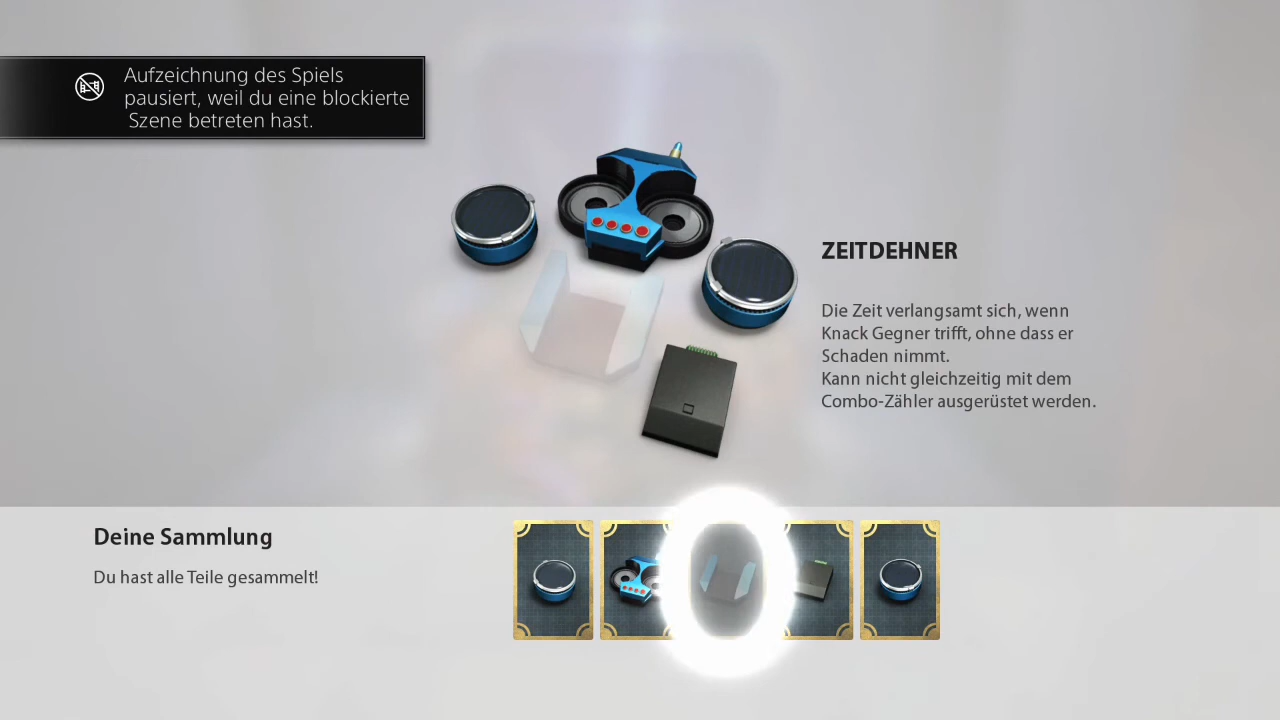 Aufzeichnung des Spiels
pausiert, weil du eine blockierte
Szene betreten hast.
ZEITDEHNER
Die Zeit verlangsamt sich, wenn
Knack Gegner trifft, ohne dass er
Schaden nimmt.
Kann nicht gleichzeitig mit dem
Combo-Zähler ausgerüstet werden.
Deine Sammlung
Du hast alle Teile gesammelt!